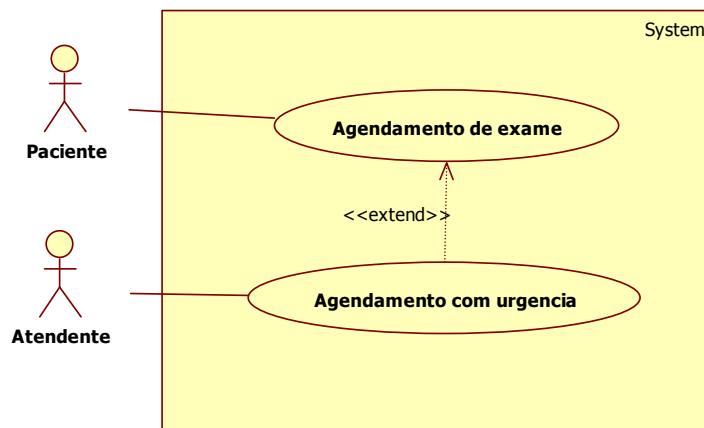 System
Agendamento de exame
Paciente
<<extend>>
Agendamento com urgencia
Atendente